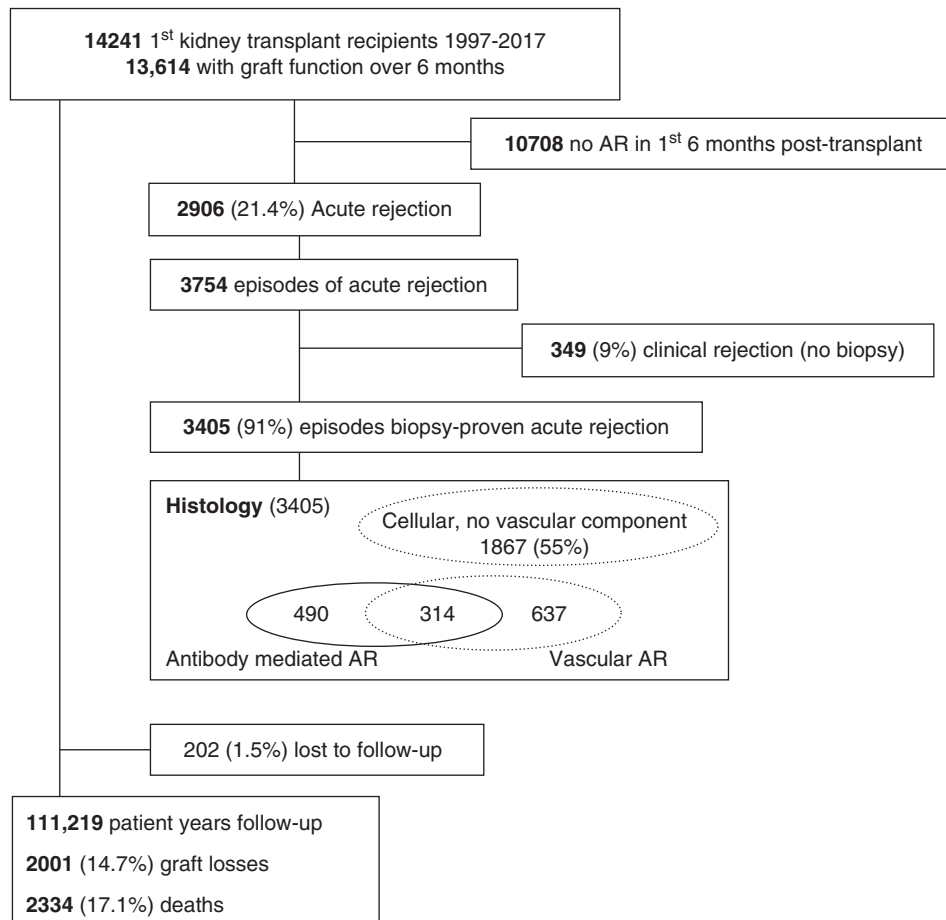 14241 1st kidney transplant recipients 1997-2017
13,614 with graft function over 6 months
10708 no AR in 1st 6 months post-transplant
2906 (21.4%) Acute rejection
3754 episodes of acute rejection
349 (9%) clinical rejection (no biopsy)
3405 (91%) episodes biopsy-proven acute rejection
Histology (3405)
Cellular, no vascular component
1867 (55%)
490 314 637
Antibody mediated AR Vascular AR
202 (1.5%) lost to follow-up
111,219 patient years follow-up
2001 (14.7%) graft losses
2334 (17.1%) deaths